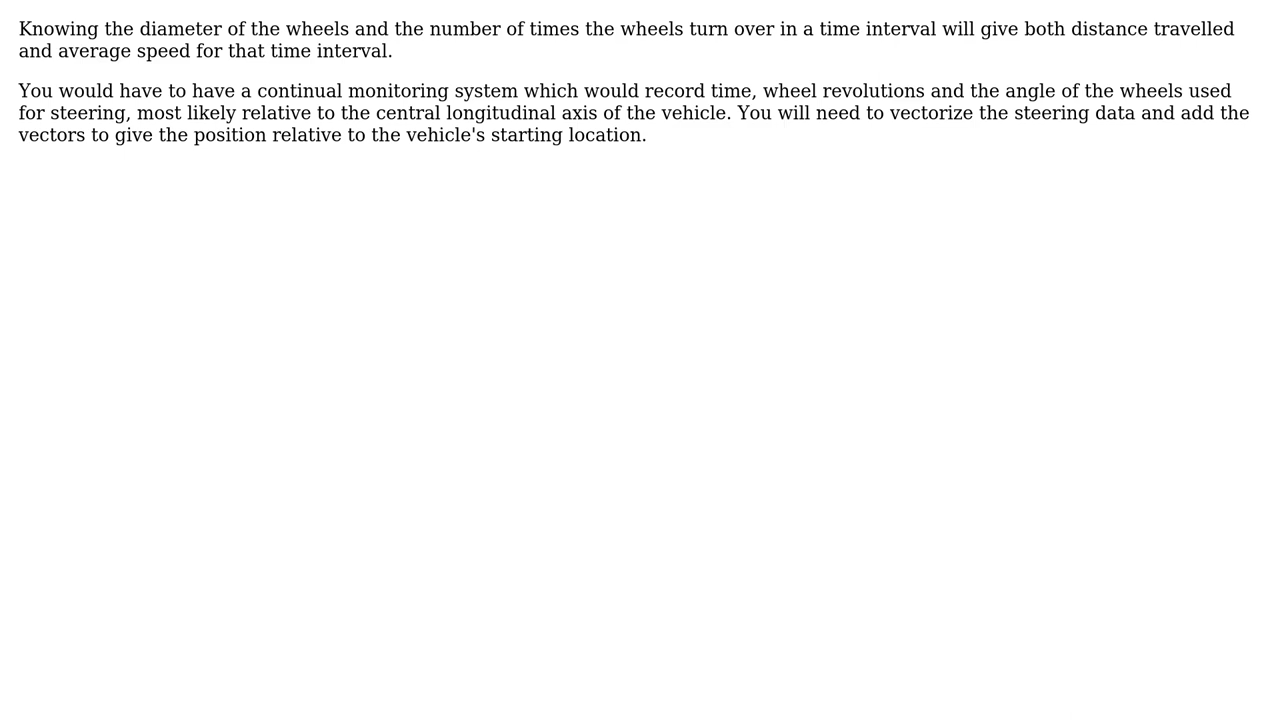 Knowing the diameter of the wheels and the number of times the wheels turn over in a time interval will give both distance travelled
and average speed for that time interval.
You would have to have a continual monitoring system which would record time, wheel revolutions and the angle of the wheels used
for steering, most likely relative to the central longitudinal axis of the vehicle. You will need to vectorize the steering data and add the
vectors to give the position relative to the vehicle's starting location.